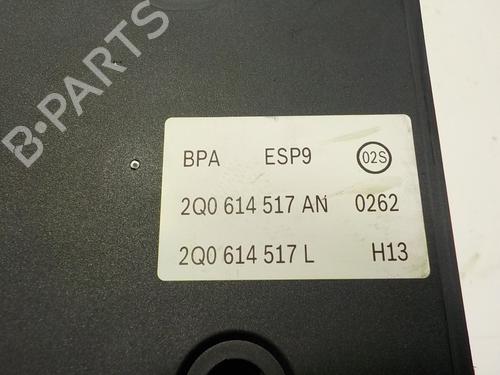 B-PARTS
BPA ESP9 02S
2Q0 614 517 AN 0262
2Q0 614 517 L H13